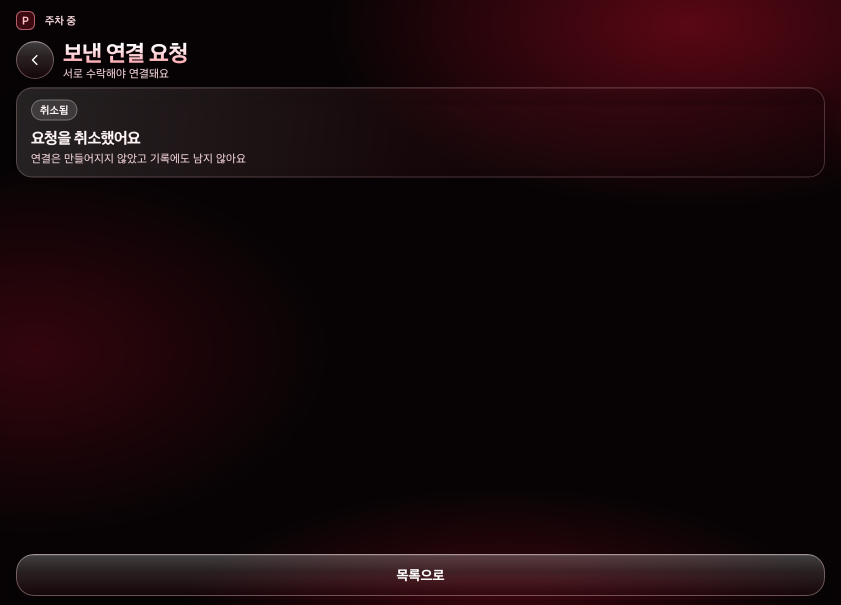 P 주차 중
보낸 연결 요청
서로 수락해야 연결돼요
취소됨
요청을 취소했어요
연결은 만들어지지 않았고 기록에도 남지 않아요
목록으로